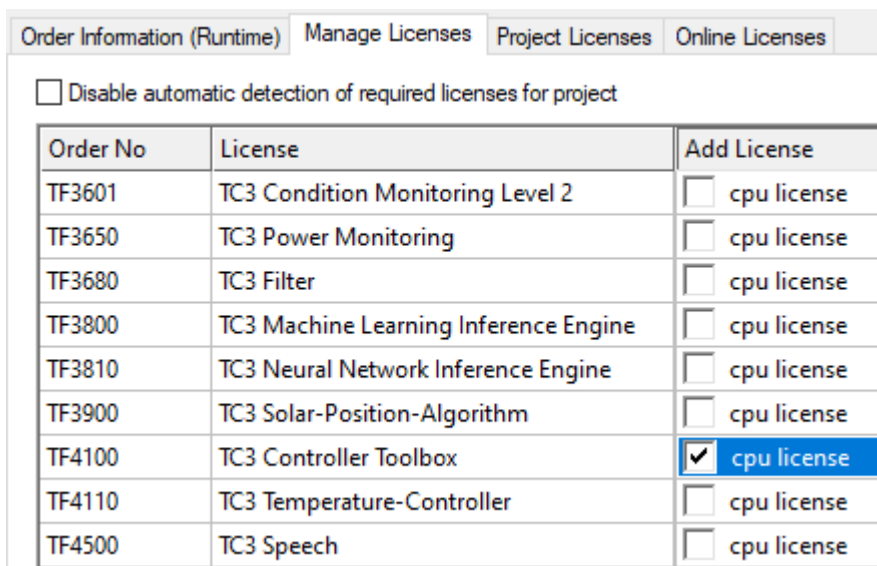 Order Information (Runtime) Manage Licenses Project Licenses Online Licenses
Disable automatic detection of required licenses for project
Order No License Add License
TF3601 TC3 Condition Monitoring Level 2 cpu license
TF3650 TC3 Power Monitoring cpu license
TF3680 TC3 Filter cpu license
TF3800 TC3 Machine Learning Inference Engine cpu license
TF3810 TC3 Neural Network Inference Engine cpu license
TF3900 TC3 Solar-Position-Algorithm cpu license
TF4100 TC3 Controller Toolbox cpu license
TF4110 TC3 Temperature-Controller cpu license
TF4500 TC3 Speech cpu license